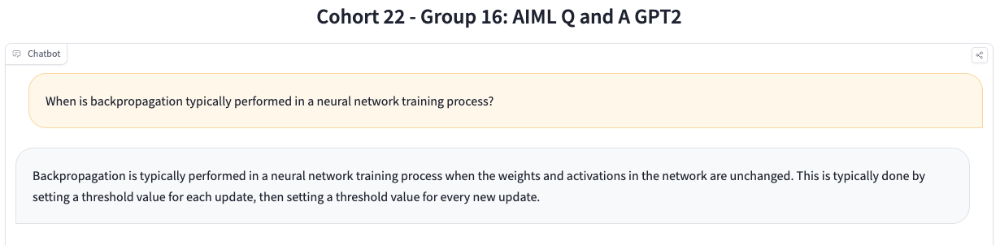 Cohort 22 - Group 16: AIML Q and A GPT2
Chatbot
When is backpropagation typically performed in a neural network training process?
Backpropagation is typically performed in a neural network training process when the weights and activations in the network are unchanged. This is typically done by
setting a threshold value for each update, then setting a threshold value for every new update.